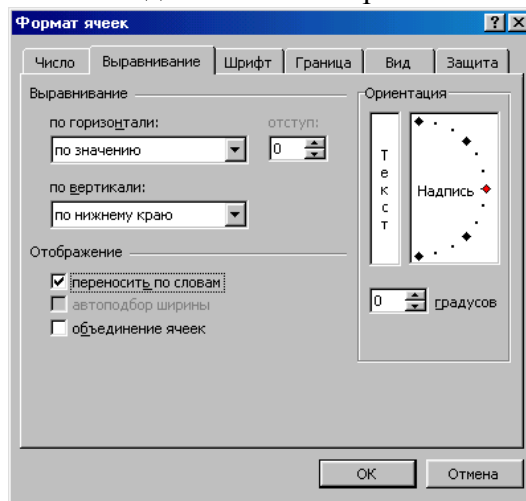 Формат ячеек
Число Выравнивание Шрифт Граница Вид Защита
Выравнивание
по горизонтали:
отступ:
по значению
0
по вертикали:
по нижнему краю
Отображение
переносить по словам
автоподбор ширины
объединение ячеек
Ориентация
Текст
Надпись
0 градусов
ОК Отмена